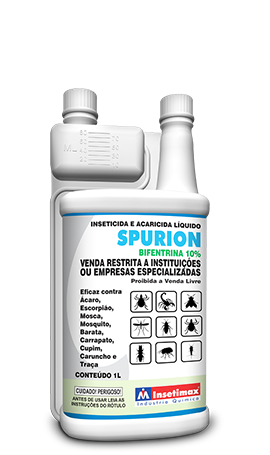 ML
INSETICIDA E ACARICIDA LÍQUIDO
SPURION
BIFENTRINA 10%
VENDA RESTRITA A INSTITUIÇÕES
OU EMPRESAS ESPECIALIZADAS
Proibida a Venda Livre
Eficaz contra
Ácaro,
Escorpião,
Mosca,
Mosquito,
Barata,
Carrapato,
Cupim,
Caruncho e
Traça
CONTEÚDO 1L
CUIDADO! PERIGOSO!
ANTES DE USAR LEIA AS
INSTRUÇÕES DO RÓTULO
Insetimax
Indústria Química